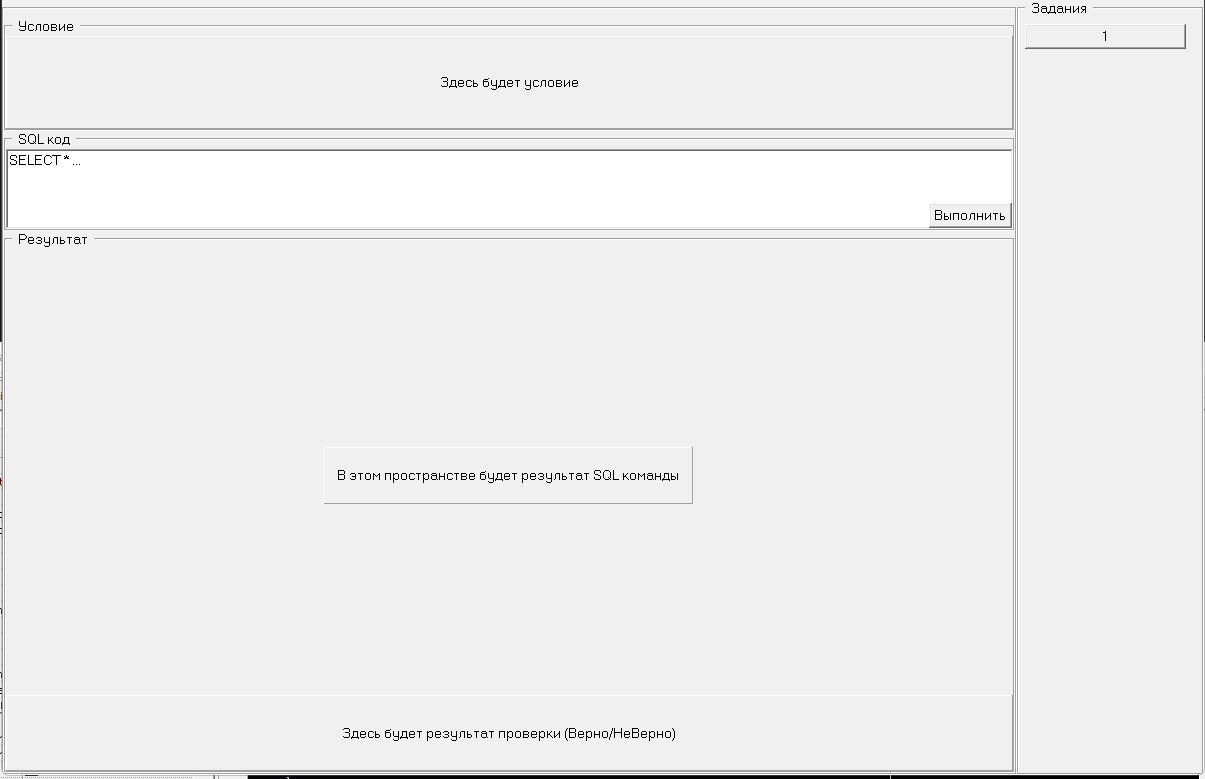 Условие
Здесь будет условие
SQL код
SELECT * ...
Выполнить
Результат
В этом пространстве будет результат SQL команды
Здесь будет результат проверки (Верно/НеВерно)
Задания
1